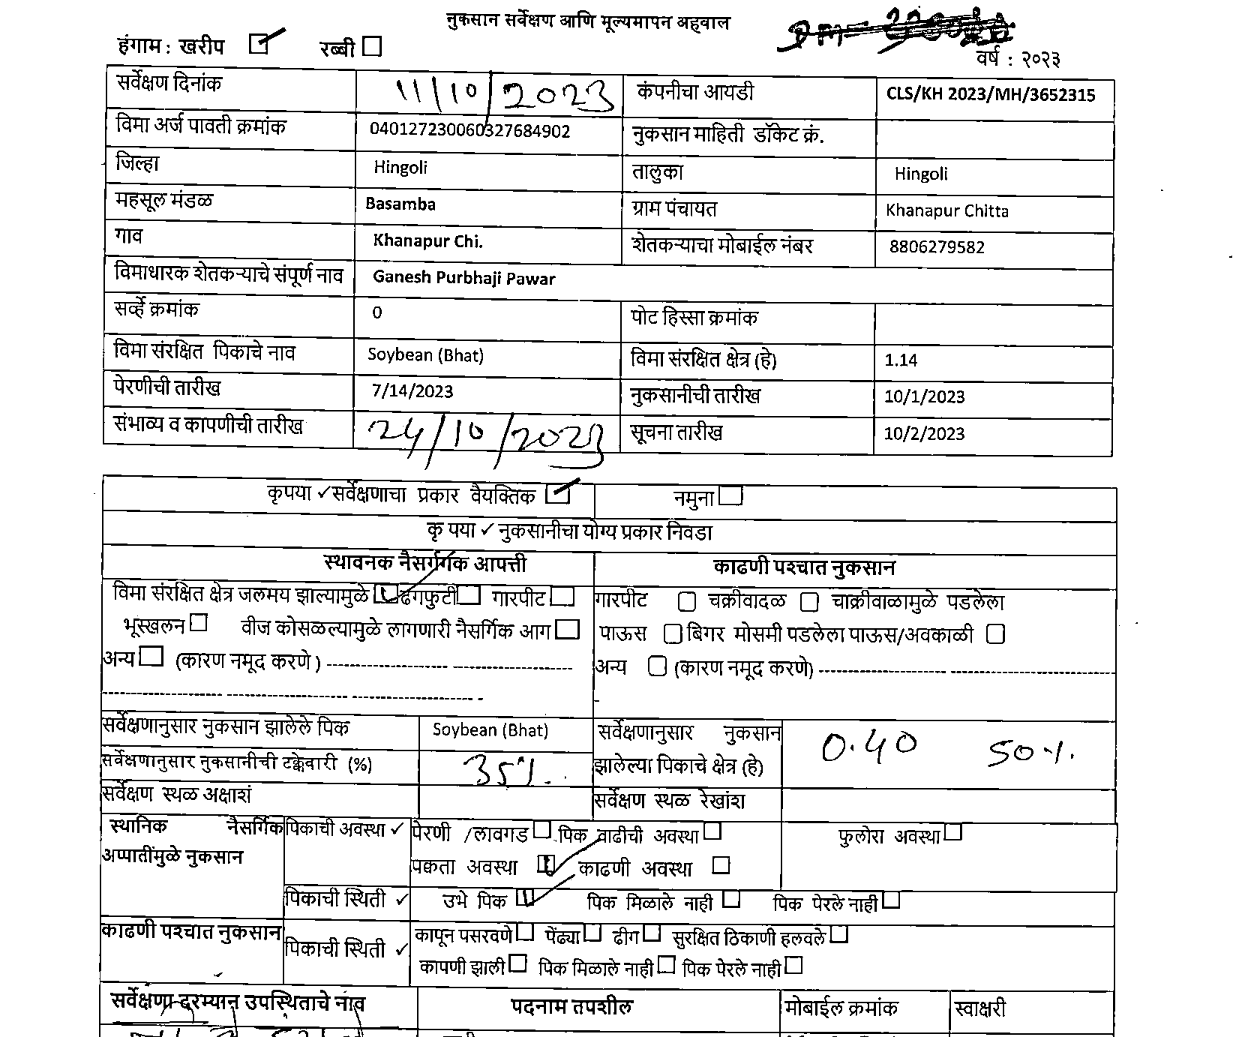 नुकसान सर्वेक्षण आणि मूल्यमापन अहवाल
हंगाम : खरीप ☑ रब्बी ☐ वर्ष : २०२३
सर्वेक्षण दिनांक 11/10/2023 कंपनीचा आयडी CLS/KH 2023/MH/3652315
विमा अर्ज पावती क्रमांक 040127230060327684902 नुकसान माहिती डॉकेट क्रं.
जिल्हा Hingoli तालुका Hingoli
महसूल मंडळ Basamba ग्राम पंचायत Khanapur Chitta
गाव Khanapur Chi. शेतकऱ्याचा मोबाईल नंबर 8806279582
विमाधारक शेतकऱ्याचे संपूर्ण नाव Ganesh Purbhaji Pawar
सर्व्हे क्रमांक 0 पोट हिस्सा क्रमांक
विमा संरक्षित पिकाचे नाव Soybean (Bhat) विमा संरक्षित क्षेत्र (हे) 1.14
पेरणीची तारीख 7/14/2023 नुकसानीची तारीख 10/1/2023
संभाव्य व कापणीची तारीख 24/10/2023 सूचना तारीख 10/2/2023
कृपया ✓सर्वेक्षणाचा प्रकार वैयक्तिक ☑ नमुना ☐
कृ पया ✓ नुकसानीचा योग्य प्रकार निवडा
स्थावनक नैसर्गगक आपत्ती काढणी पश्चात नुकसान
विमा संरक्षित क्षेत्र जलमय झाल्यामुळे ☑ ढगफुटी ☐ गारपीट ☐ गारपीट ☐ चक्रीवादळ ☐ चाक्रीवाळामुळे पडलेला
भूस्खलन ☐ वीज कोसळल्यामुळे लागणारी नैसर्गिक आग ☐ पाऊस ☐ बिगर मोसमी पडलेला पाऊस/अवकाळी ☐
अन्य ☐ (कारण नमूद करणे ) ---------------------- अन्य ☐ (कारण नमूद करणे) ----------------------
सर्वेक्षणानुसार नुकसान झालेले पिक Soybean (Bhat) सर्वेक्षणानुसार नुकसान
सर्वेक्षणानुसार नुकसानीची टक्केवारी (%) 35%. झालेल्या पिकाचे क्षेत्र (हे) 0.40 50%.
सर्वेक्षण स्थळ अक्षाशं सर्वेक्षण स्थळ रेखांश
स्थानिक नैसर्गिक पिकाची अवस्था ✓ पेरणी /लावगड ☐ पिक वाढीची अवस्था ☐ फुलोरा अवस्था ☐
अप्पातींमुळे नुकसान पक्वता अवस्था ☑ काढणी अवस्था ☐
पिकाची स्थिती ✓ उभे पिक ☑ पिक मिळाले नाही ☐ पिक पेरले नाही ☐
काढणी पश्चात नुकसान पिकाची स्थिती ✓ कापून पसरवणे ☐ पेंढ्या ☐ ढीग ☐ सुरक्षित ठिकाणी हलवले ☐
कापणी झाली ☐ पिक मिळाले नाही ☐ पिक पेरले नाही ☐
सर्वेक्षणा दरम्यान उपस्थिताचे नाव पदनाम तपशील मोबाईल क्रमांक स्वाक्षरी